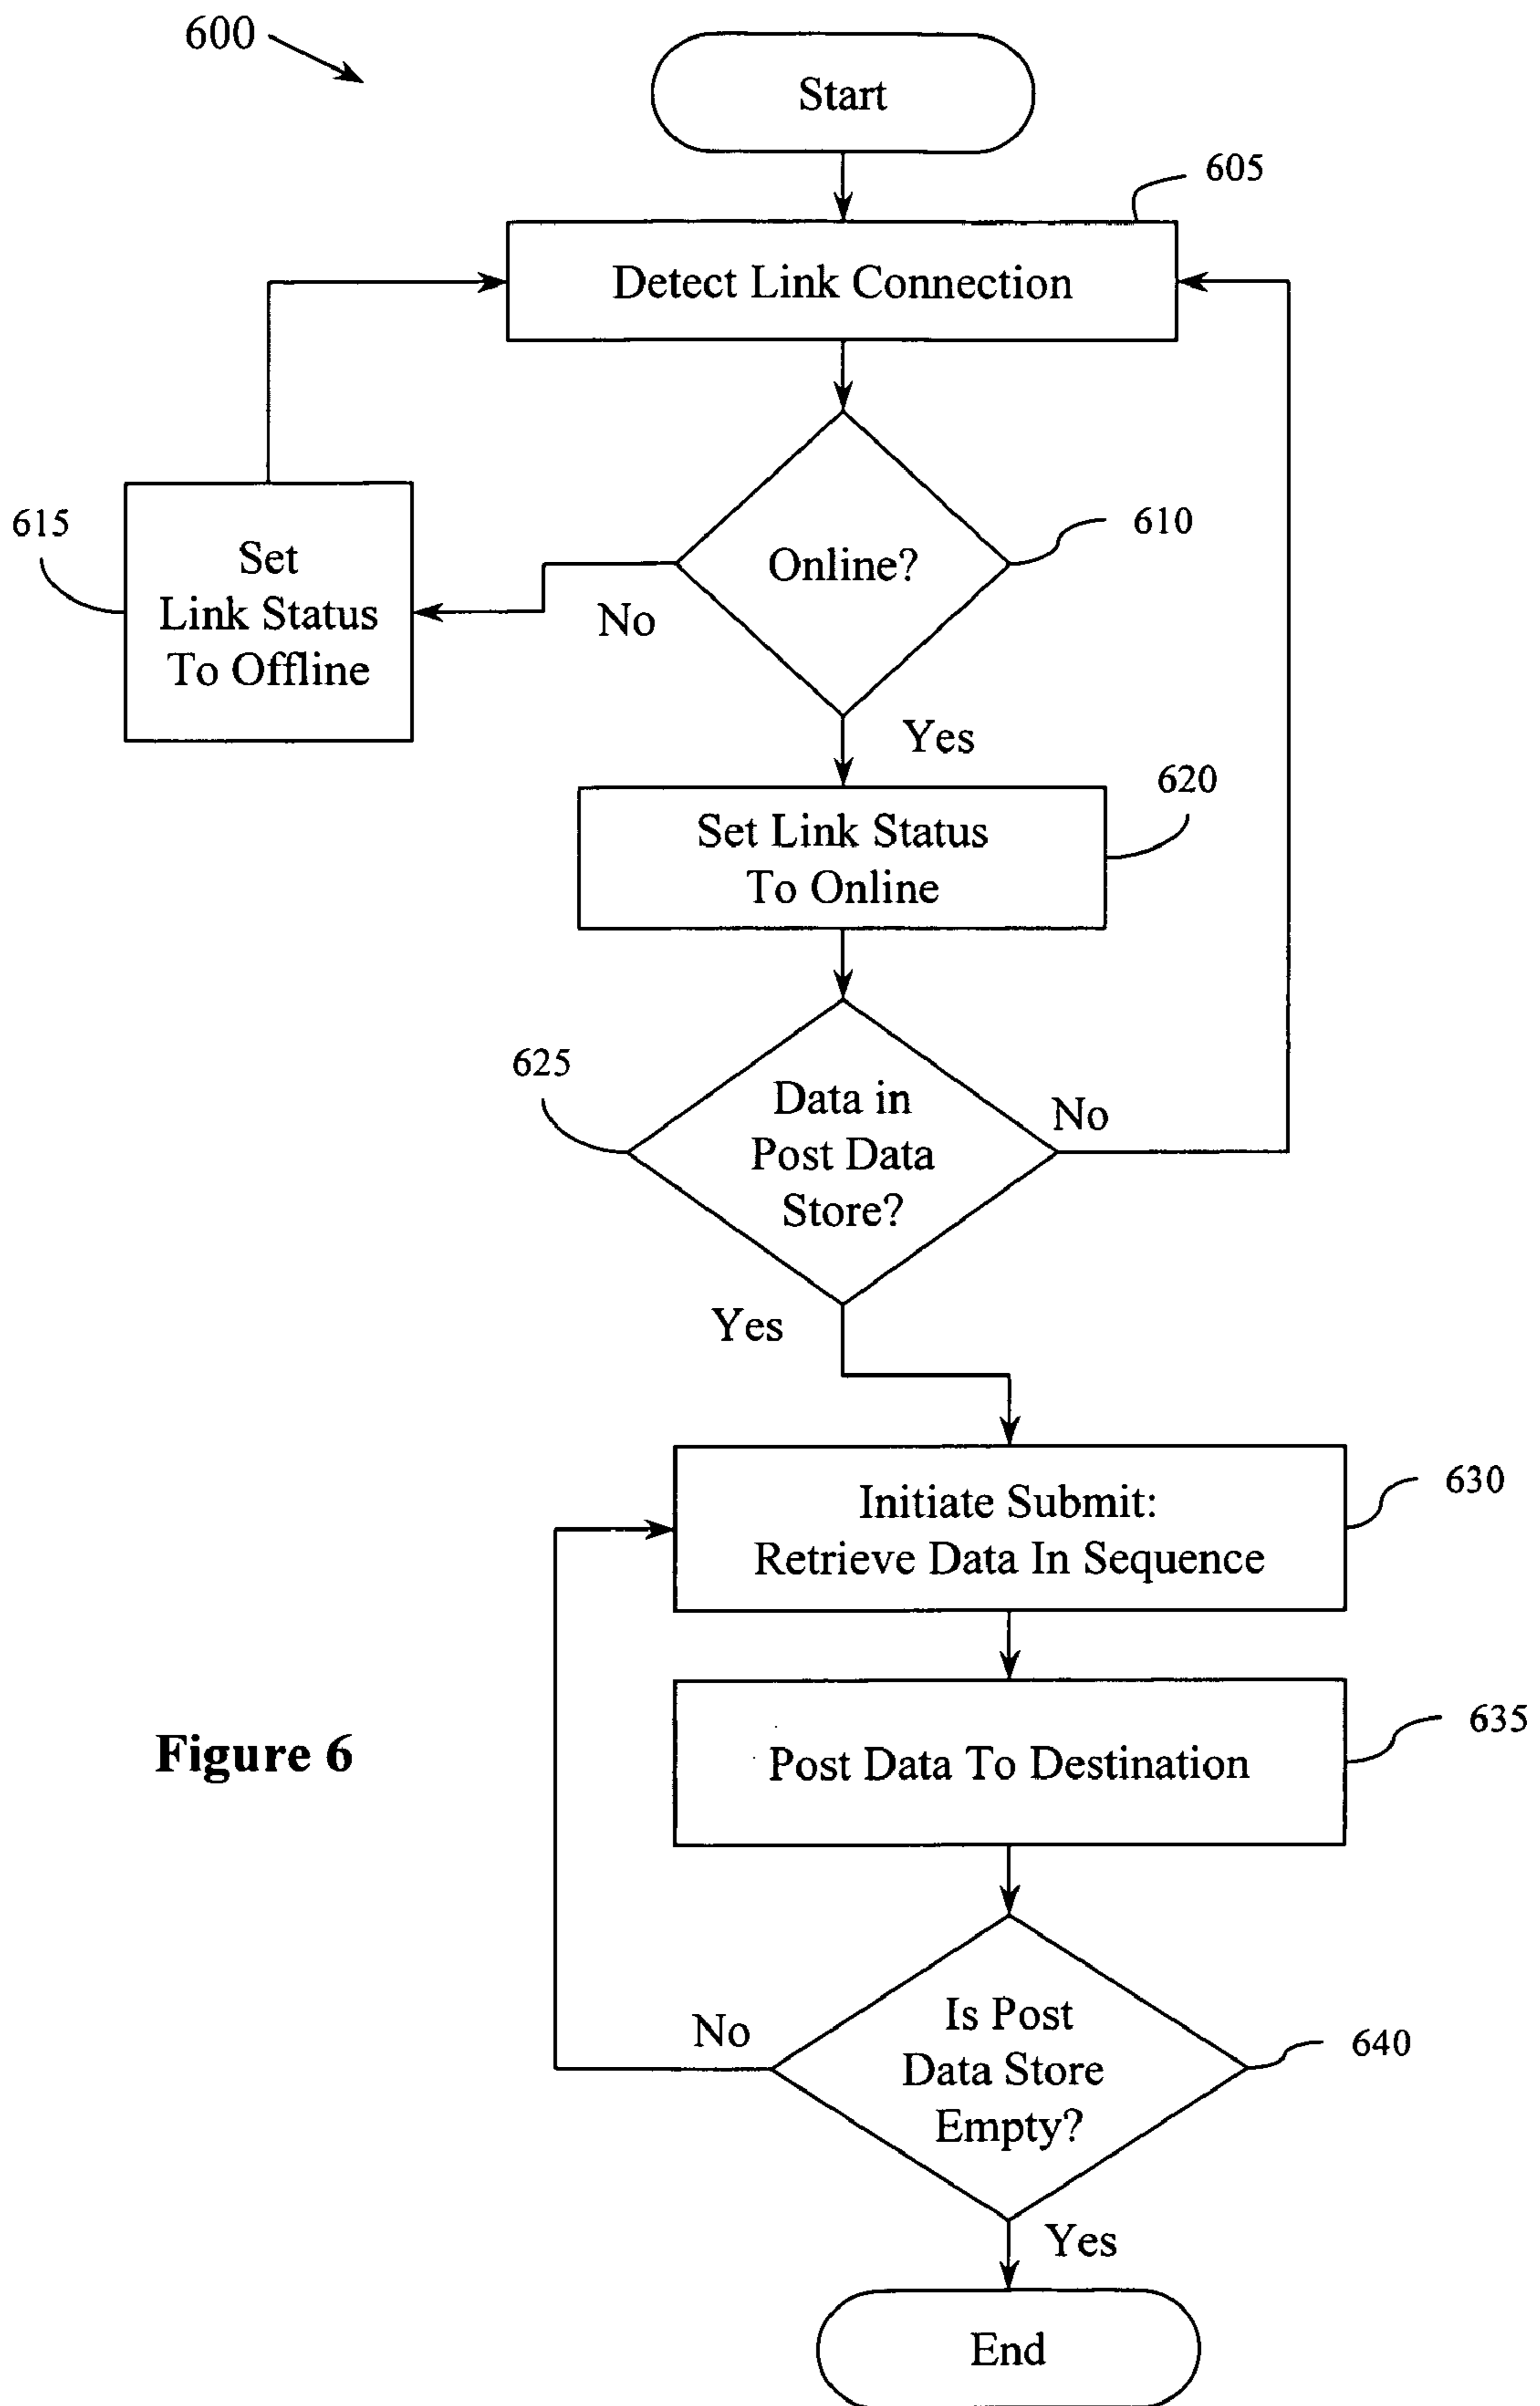 600
Start
605
Detect Link Connection
610
Online?
615
Set
Link Status
To Offline
No
Yes
620
Set Link Status
To Online
625
Data in
Post Data
Store?
No
Yes
630
Initiate Submit:
Retrieve Data In Sequence
635
Post Data To Destination
Figure 6
No
Is Post
Data Store
Empty?
640
Yes
End